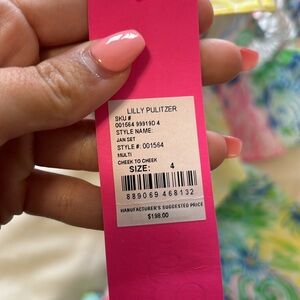 LILLY PULITZER
SKU #
001564 99919D 4
STYLE NAME:
JAN SET
STYLE #: 001564
MULTI
CHEEK TO CHEEK
SIZE: 4
889069 468132
MANUFACTURER'S SUGGESTED PRICE
$198.00